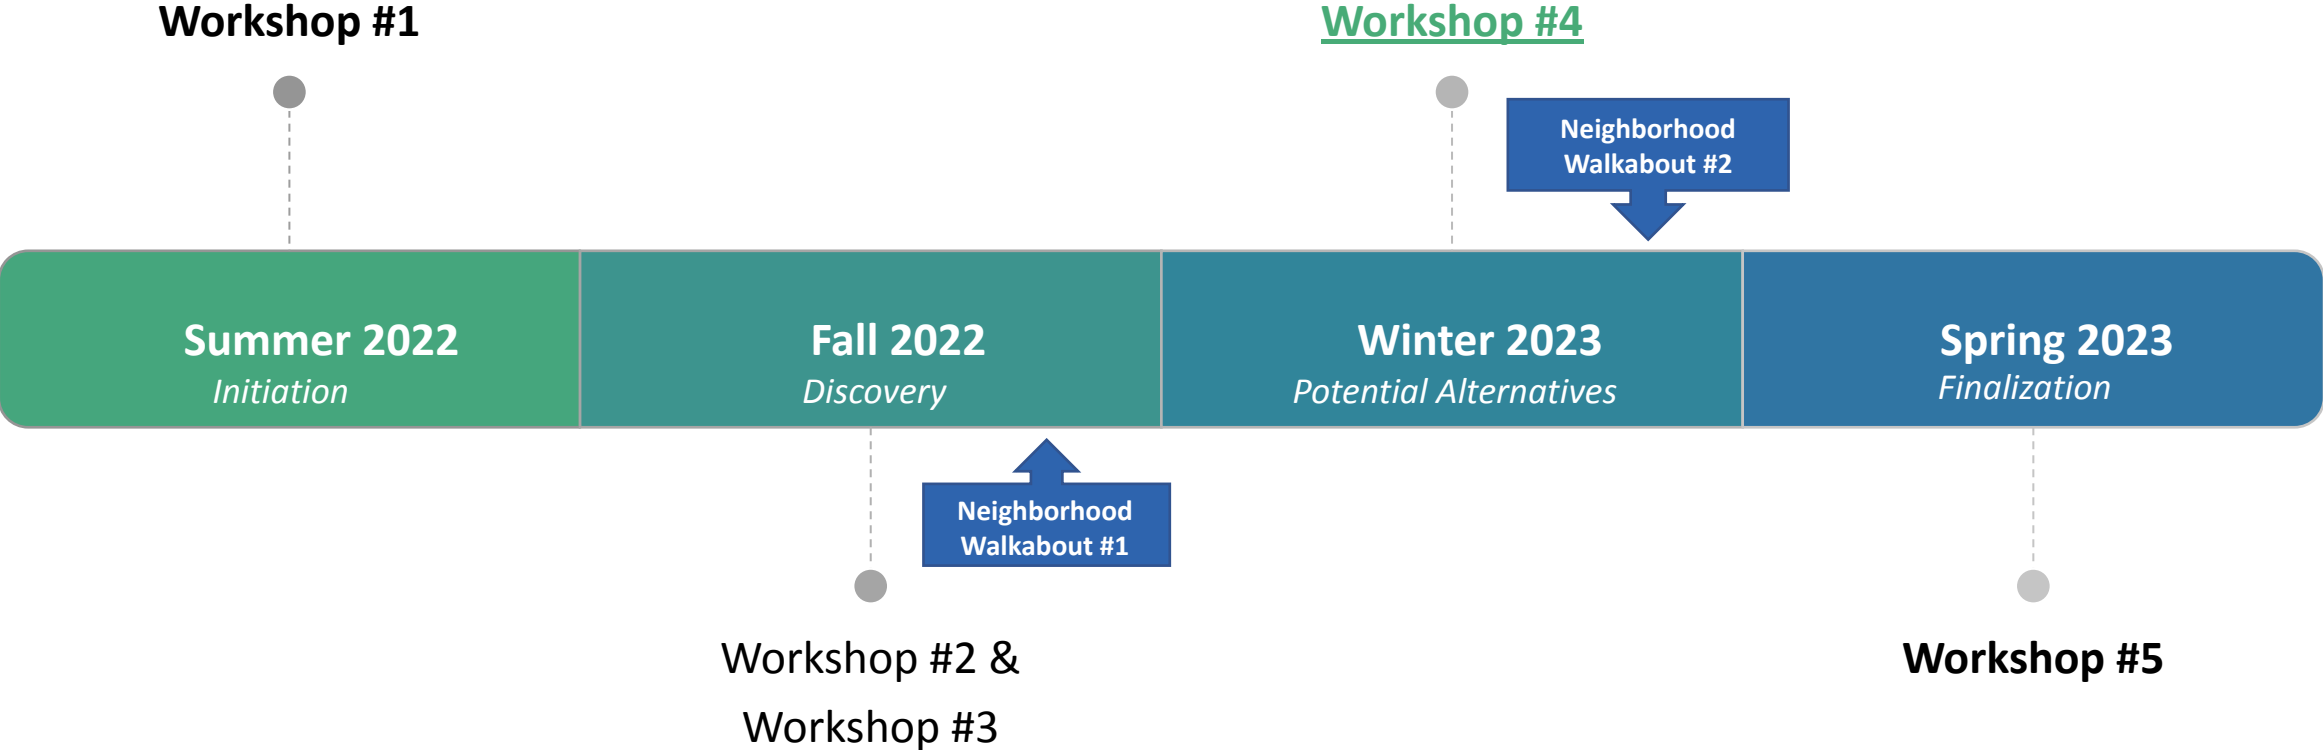 Workshop #1
Workshop #4
Neighborhood
Walkabout #2
Summer 2022
Initiation
Fall 2022
Discovery
Winter 2023
Potential Alternatives
Spring 2023
Finalization
Neighborhood
Walkabout #1
Workshop #2 &
Workshop #3
Workshop #5